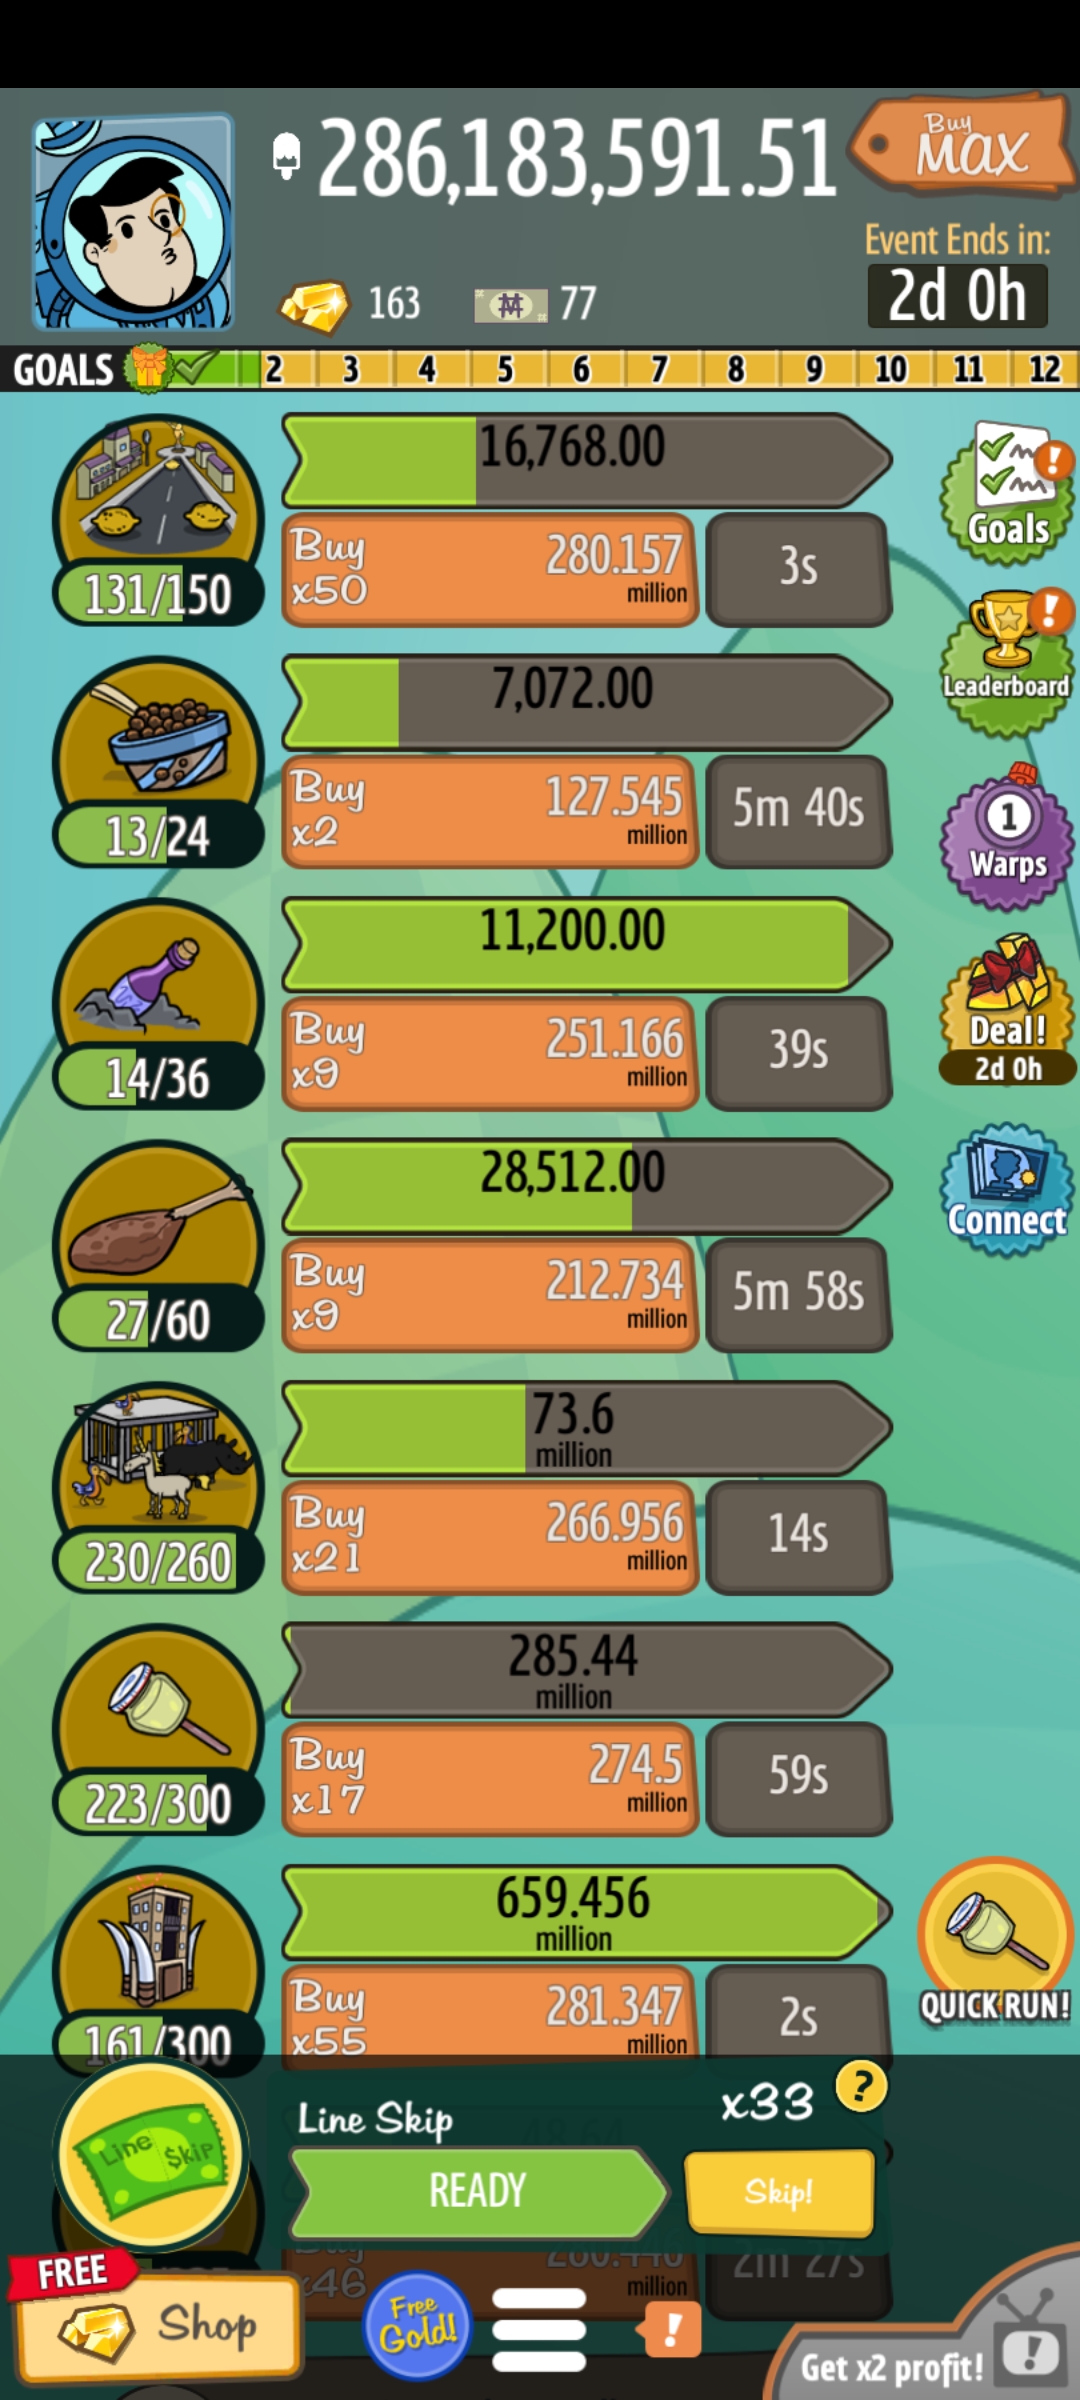 286,183,591.51
Buy
MAX
Event Ends in:
2d 0h
163
77
GOALS 2 3 4 5 6 7 8 9 10 11 12
16,768.00
131/150
Buy
x50
280.157
million
3s
Goals
7,072.00
13/24
Buy
x2
127.545
million
5m 40s
Leaderboard
11,200.00
14/36
Buy
x9
251.166
million
39s
1
Warps
28,512.00
27/60
Buy
x9
212.734
million
5m 58s
Deal!
2d 0h
Connect
73.6
million
230/260
Buy
x21
266.956
million
14s
285.44
million
223/300
Buy
x17
274.5
million
59s
659.456
million
161/300
Buy
x55
281.347
million
2s
QUICK RUN!
Line Skip
x33
?
Line $kip
READY
Skip!
48.64
Buy
x46
million
2m 27s
FREE
Shop
Free
Gold!
!
Get x2 profit!